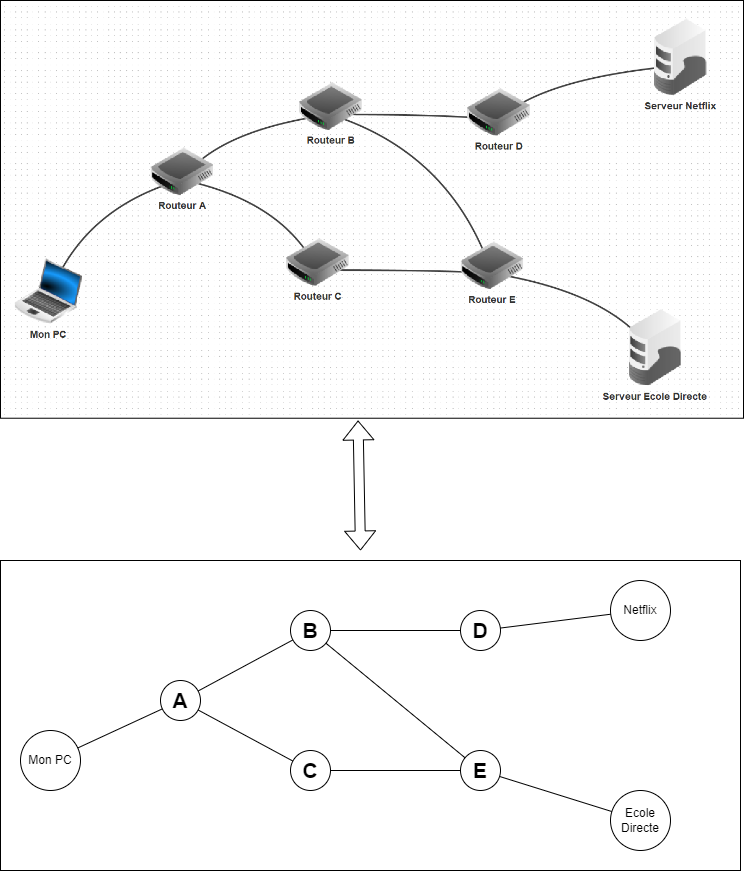 Serveur Netflix
Routeur B
Routeur D
Routeur A
Routeur C
Routeur E
Mon PC
Serveur Ecole Directe
Netflix
B
D
A
Mon PC
C
E
Ecole
Directe